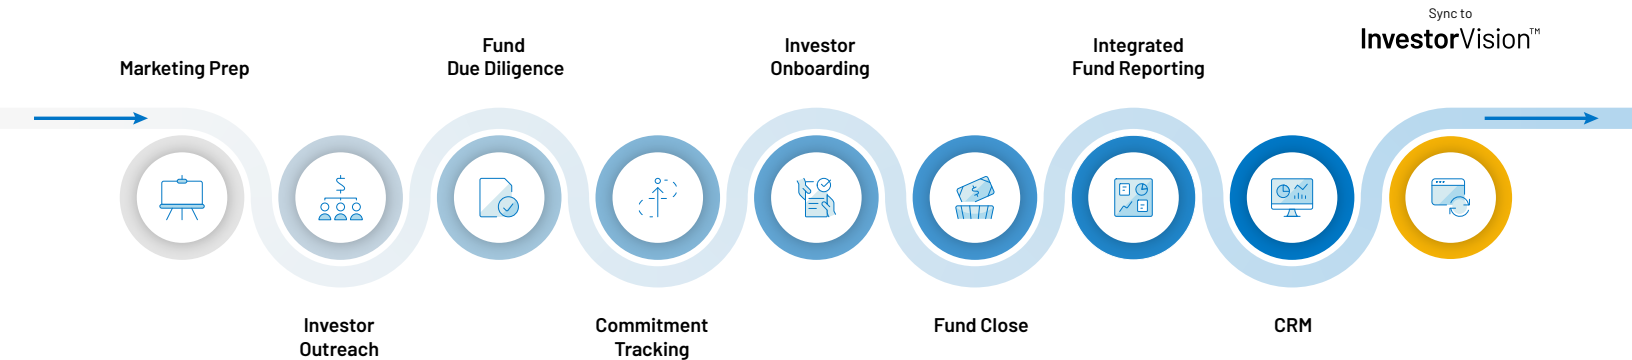 Marketing Prep
Investor
Outreach
Fund
Due Diligence
Commitment
Tracking
Investor
Onboarding
Fund Close
Integrated
Fund Reporting
CRM
Sync to
InvestorVision™